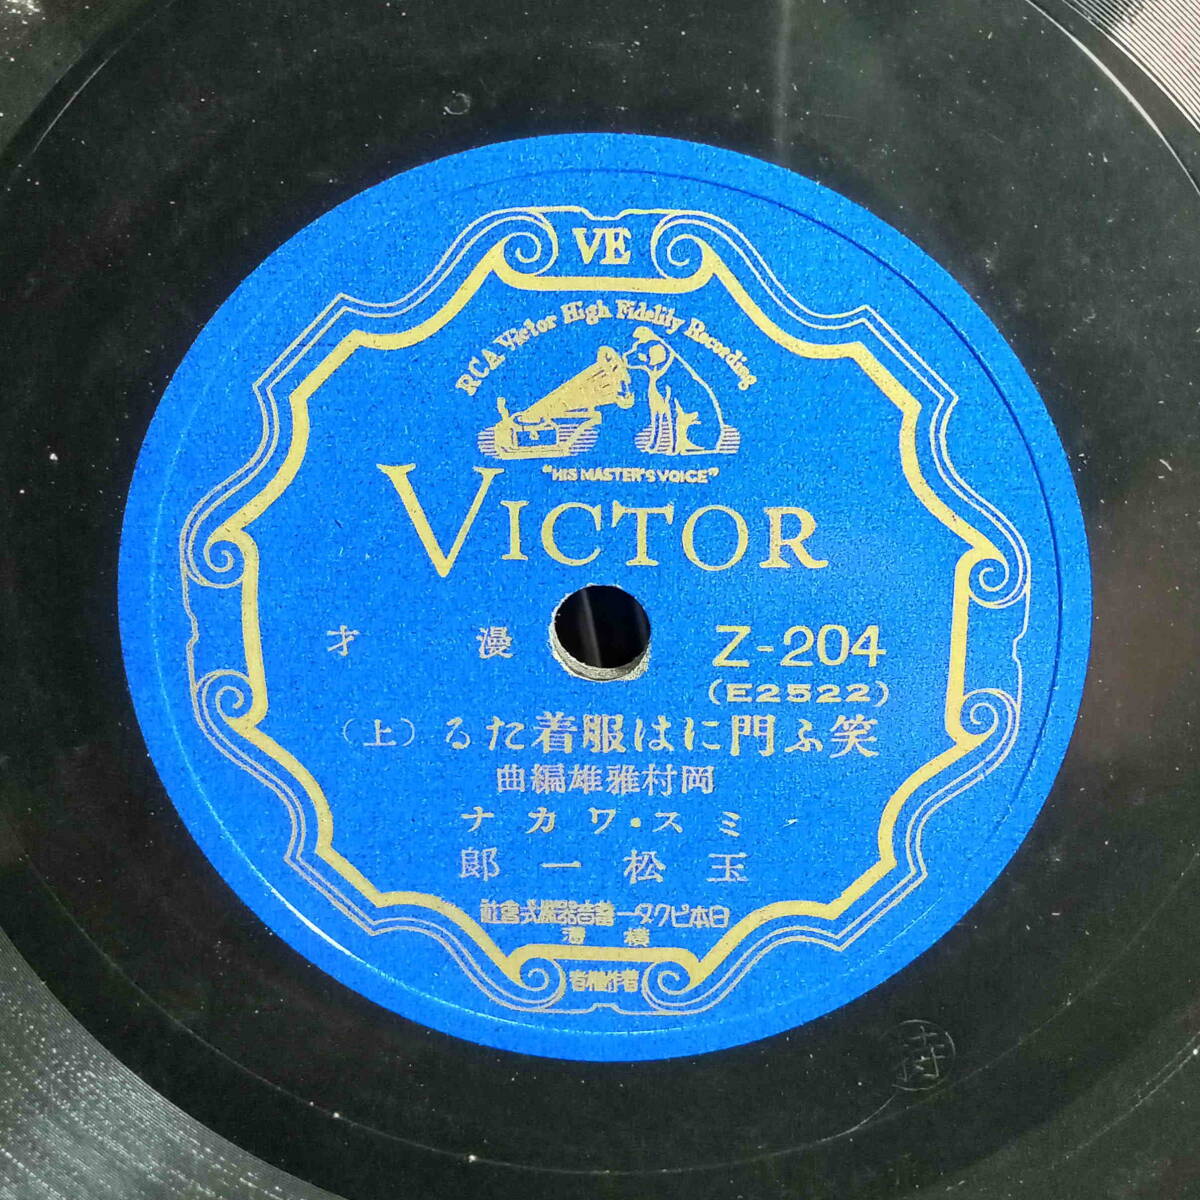 VE
RCA Victor High Fidelity Recording
"HIS MASTER'S VOICE"
VICTOR
漫才
Z-204
(E2522)
笑ふ門には服着たる(上)
岡村雅雄編曲
ミス・ワカナ
玉松一郎
日本ビクター蓄音器株式會社
横濱
著作権者